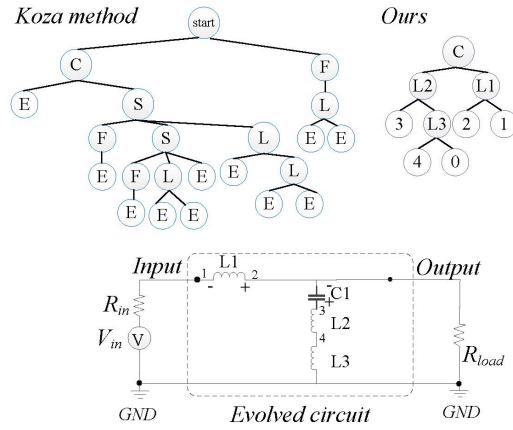 Koza method
Ours
start
C
F
C
E
S
L
L2
L1
F
S
L
E
E
3
L3
2
1
E
F
L
E
E
L
4
0
E
E
E
E
E
Input
L1
Output
1
2
-
+
-
C1
+
R_in
3
L2
4
V_in
V
L3
R_load
GND
Evolved circuit
GND